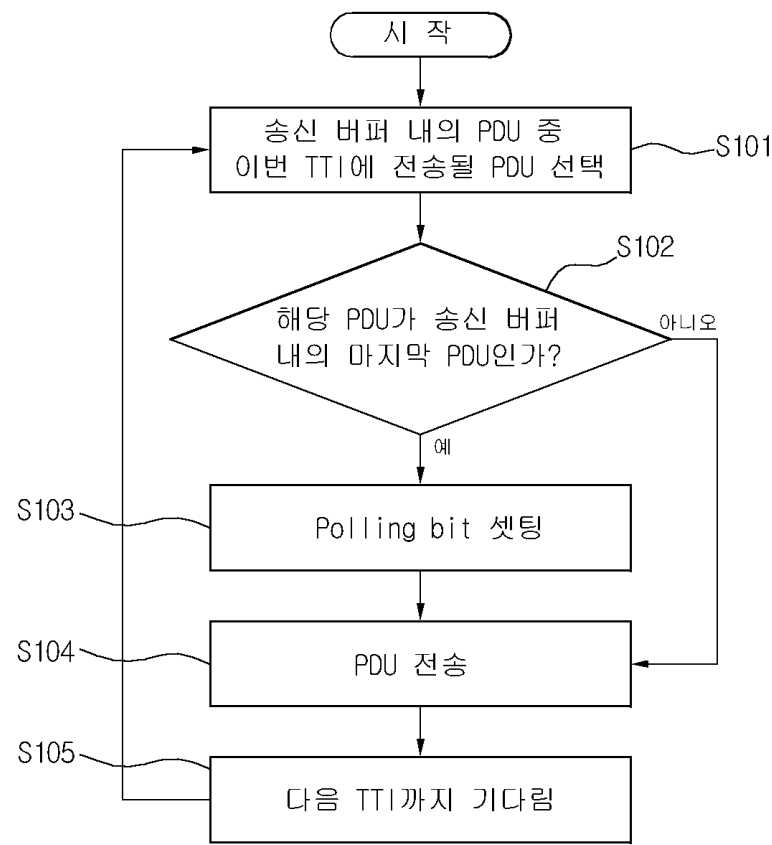 시 작
송신 버퍼 내의 PDU 중
이번 TTI에 전송될 PDU 선택
S101
S102
해당 PDU가 송신 버퍼
내의 마지막 PDU인가?
아니오
예
S103
Polling bit 셋팅
S104
PDU 전송
S105
다음 TTI까지 기다림